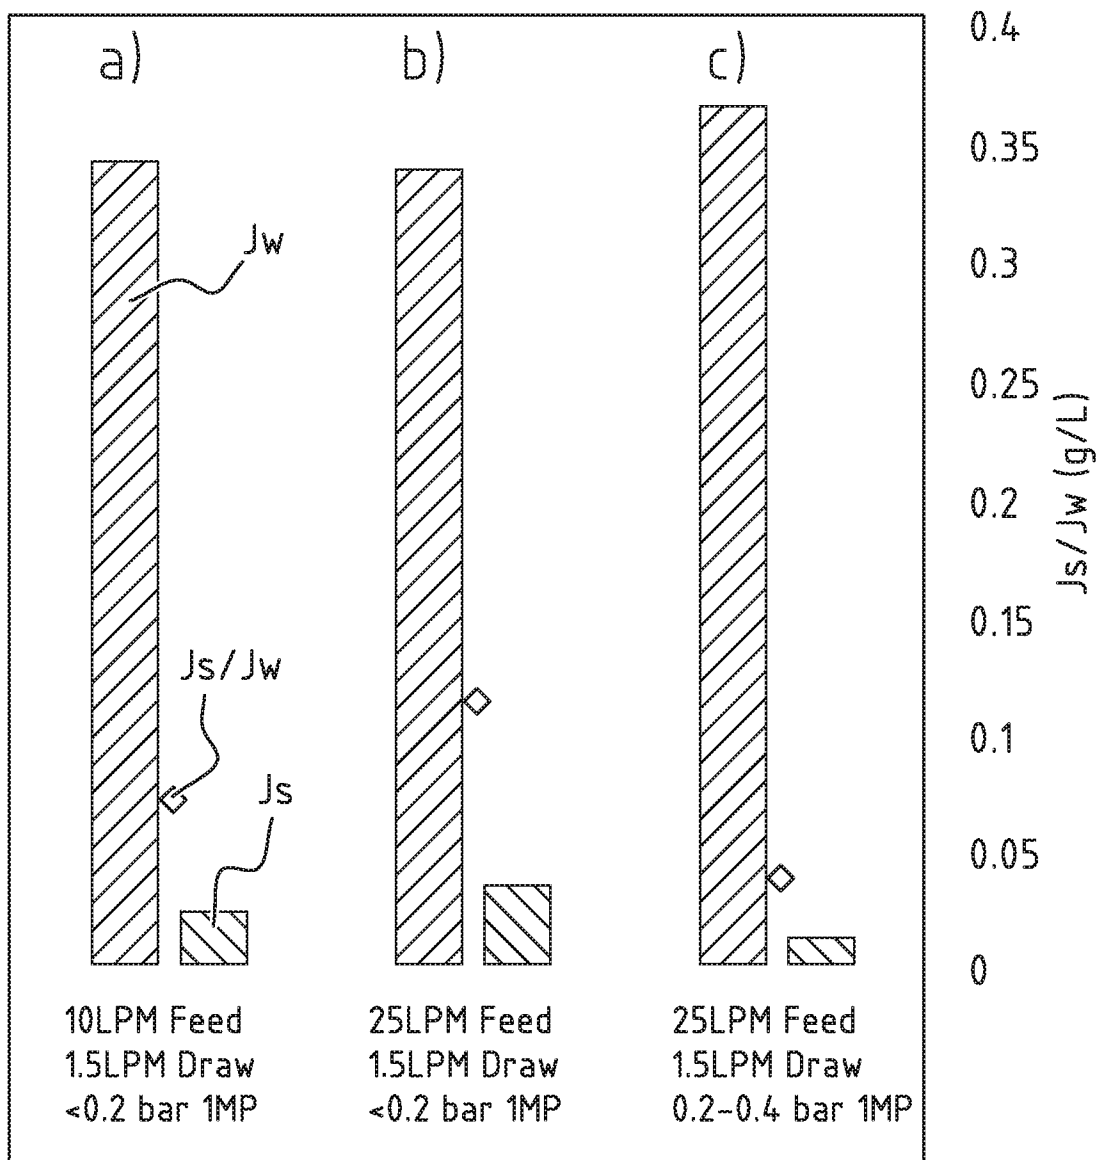 a)
b)
c)
Jw
Js/Jw
Js
0.4
0.35
0.3
0.25
0.2
0.15
0.1
0.05
0
Js/Jw (g/L)
10LPM Feed
1.5LPM Draw
<0.2 bar 1MP
25LPM Feed
1.5LPM Draw
<0.2 bar 1MP
25LPM Feed
1.5LPM Draw
0.2-0.4 bar 1MP